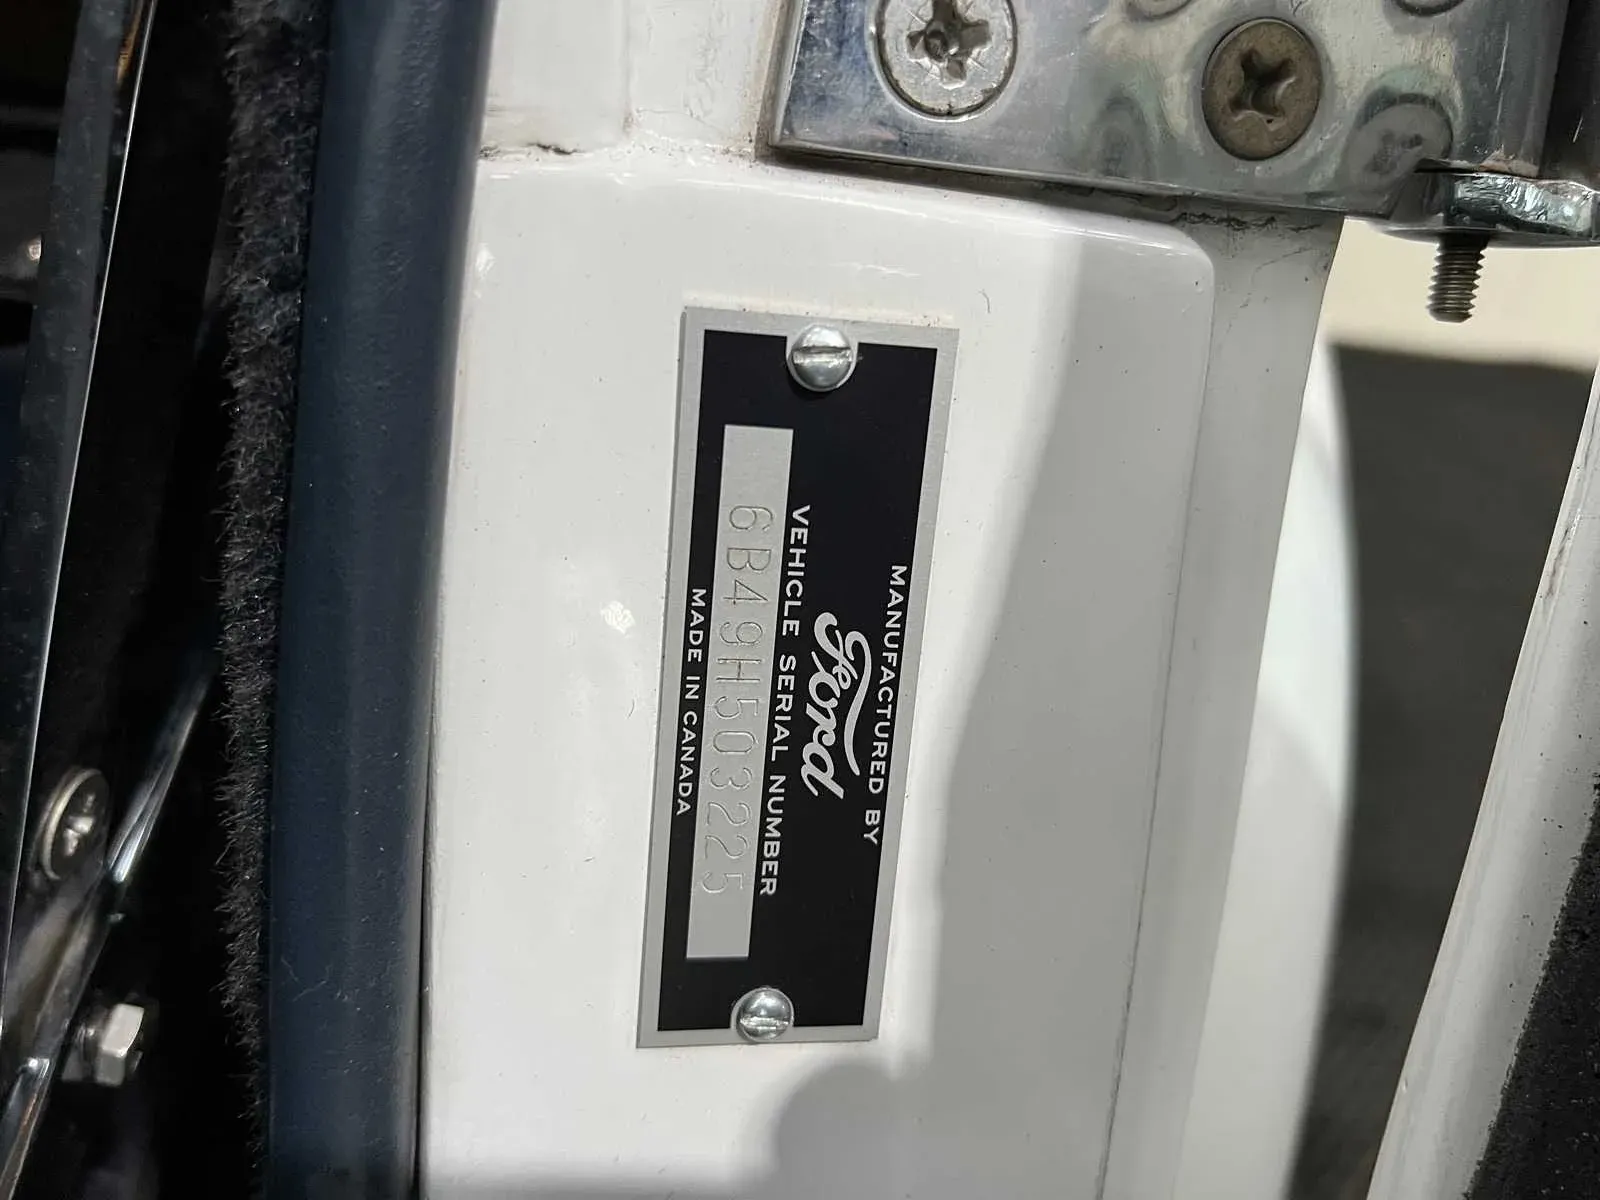 MANUFACTURED BY
Ford
VEHICLE SERIAL NUMBER
6B49H503225
MADE IN CANADA